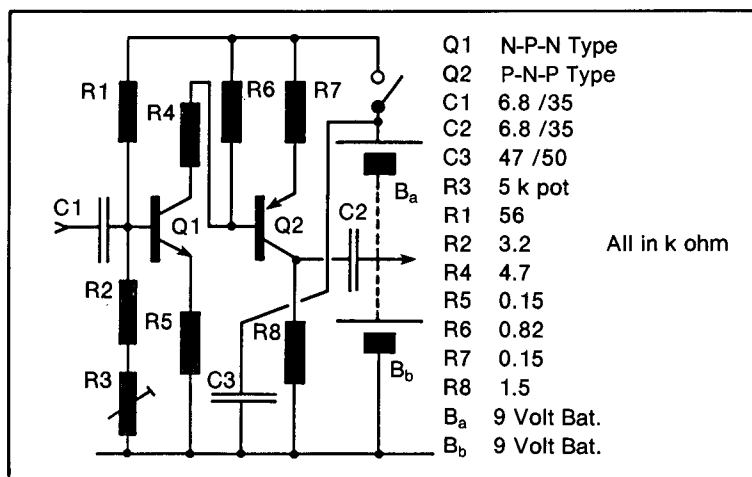 R1
R4
R6
R7
C1
Q1
Q2
C2
Ba
R2
R5
R3
C3
R8
Bb
Q1 N-P-N Type
Q2 P-N-P Type
C1 6.8 /35
C2 6.8 /35
C3 47 /50
R3 5 k pot
R1 56
R2 3.2 All in k ohm
R4 4.7
R5 0.15
R6 0.82
R7 0.15
R8 1.5
Ba 9 Volt Bat.
Bb 9 Volt Bat.